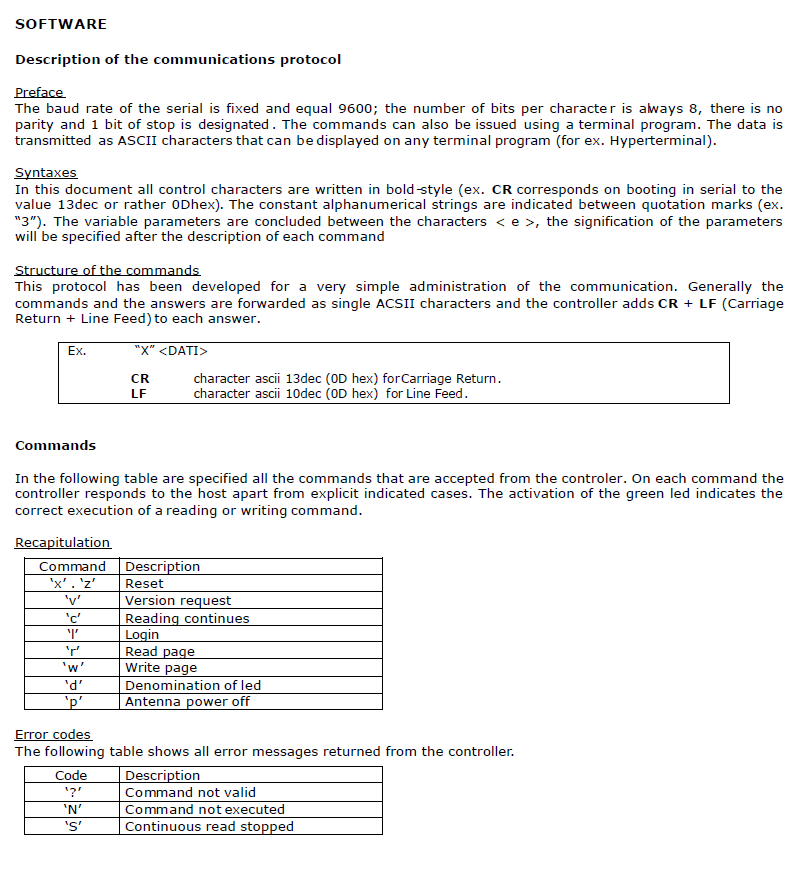 SOFTWARE
Description of the communications protocol
Preface
The baud rate of the serial is fixed and equal 9600; the number of bits per character is always 8, there is no
parity and 1 bit of stop is designated. The commands can also be issued using a terminal program. The data is
transmitted as ASCII characters that can be displayed on any terminal program (for ex. Hyperterminal).
Syntaxes
In this document all control characters are written in bold-style (ex. CR corresponds on booting in serial to the
value 13dec or rather 0Dhex). The constant alphanumerical strings are indicated between quotation marks (ex.
“3”). The variable parameters are concluded between the characters < e >, the signification of the parameters
will be specified after the description of each command
Structure of the commands
This protocol has been developed for a very simple administration of the communication. Generally the
commands and the answers are forwarded as single ACSII characters and the controller adds CR + LF (Carriage
Return + Line Feed) to each answer.
Ex. “X” <DATI>
CR character ascii 13dec (0D hex) for Carriage Return.
LF character ascii 10dec (0D hex) for Line Feed.
Commands
In the following table are specified all the commands that are accepted from the controler. On each command the
controller responds to the host apart from explicit indicated cases. The activation of the green led indicates the
correct execution of a reading or writing command.
Recapitulation
Command Description
‘x’ . ‘z’ Reset
‘v’ Version request
‘c’ Reading continues
‘l’ Login
‘r’ Read page
‘w’ Write page
‘d’ Denomination of led
‘p’ Antenna power off
Error codes
The following table shows all error messages returned from the controller.
Code Description
‘?’ Command not valid
‘N’ Command not executed
‘S’ Continuous read stopped